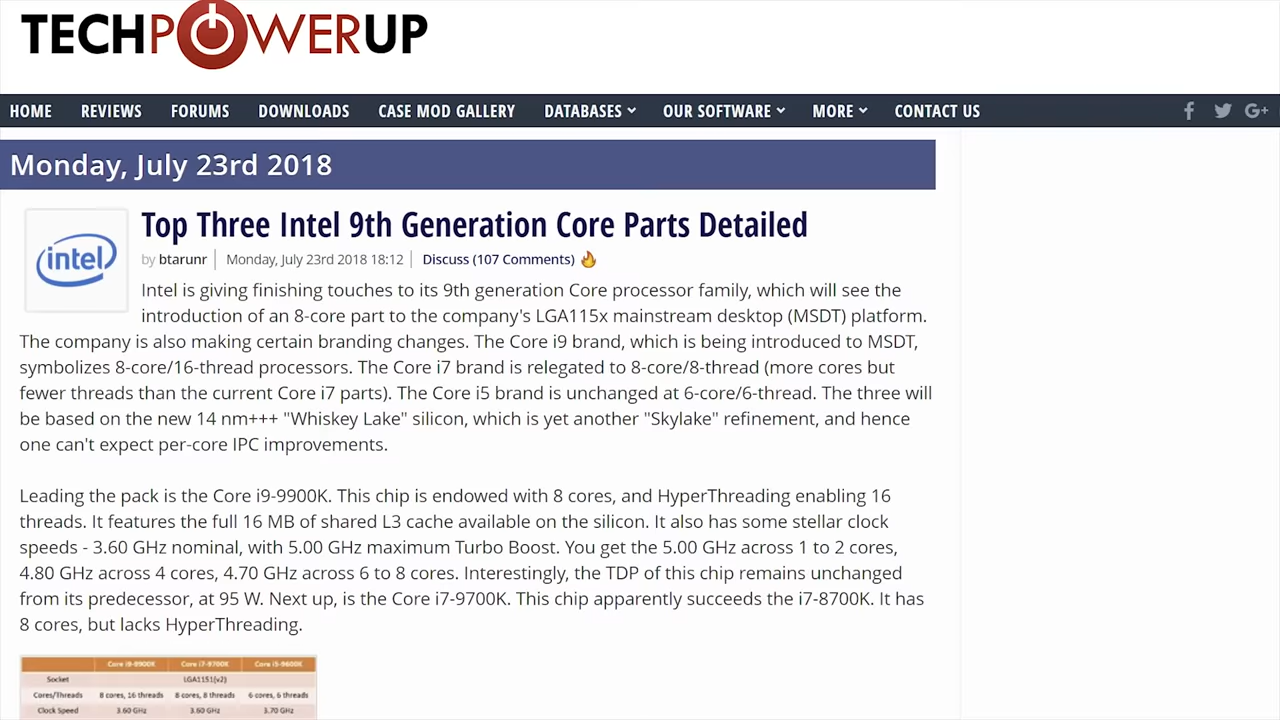 TECHPOWERUP
HOME REVIEWS FORUMS DOWNLOADS CASE MOD GALLERY DATABASES OUR SOFTWARE MORE CONTACT US
Monday, July 23rd 2018
intel
Top Three Intel 9th Generation Core Parts Detailed
by btarunr | Monday, July 23rd 2018 18:12 | Discuss (107 Comments)
Intel is giving finishing touches to its 9th generation Core processor family, which will see the
introduction of an 8-core part to the company's LGA115x mainstream desktop (MSDT) platform.
The company is also making certain branding changes. The Core i9 brand, which is being introduced to MSDT,
symbolizes 8-core/16-thread processors. The Core i7 brand is relegated to 8-core/8-thread (more cores but
fewer threads than the current Core i7 parts). The Core i5 brand is unchanged at 6-core/6-thread. The three will
be based on the new 14 nm+++ "Whiskey Lake" silicon, which is yet another "Skylake" refinement, and hence
one can't expect per-core IPC improvements.
Leading the pack is the Core i9-9900K. This chip is endowed with 8 cores, and HyperThreading enabling 16
threads. It features the full 16 MB of shared L3 cache available on the silicon. It also has some stellar clock
speeds - 3.60 GHz nominal, with 5.00 GHz maximum Turbo Boost. You get the 5.00 GHz across 1 to 2 cores,
4.80 GHz across 4 cores, 4.70 GHz across 6 to 8 cores. Interestingly, the TDP of this chip remains unchanged
from its predecessor, at 95 W. Next up, is the Core i7-9700K. This chip apparently succeeds the i7-8700K. It has
8 cores, but lacks HyperThreading.
Core i9-9900K Core i7-9700K Core i5-9600K
Socket LGA1151(v2)
Cores/Threads 8 cores, 16 threads 8 cores, 8 threads 6 cores, 6 threads
Clock Speed 3.60 GHz 3.60 GHz 3.70 GHz